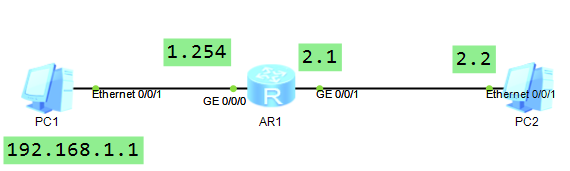 1.254
2.1
2.2
Ethernet 0/0/1
GE 0/0/0
R
GE 0/0/1
Ethernet 0/0/1
PC1
AR1
PC2
192.168.1.1